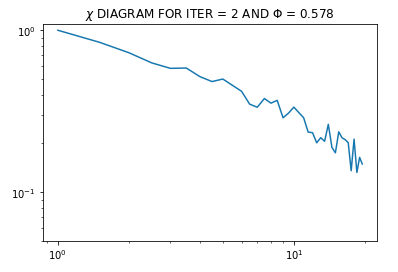 χ DIAGRAM FOR ITER = 2 AND Φ = 0.578
10⁰
10⁻¹
10⁰ 10¹